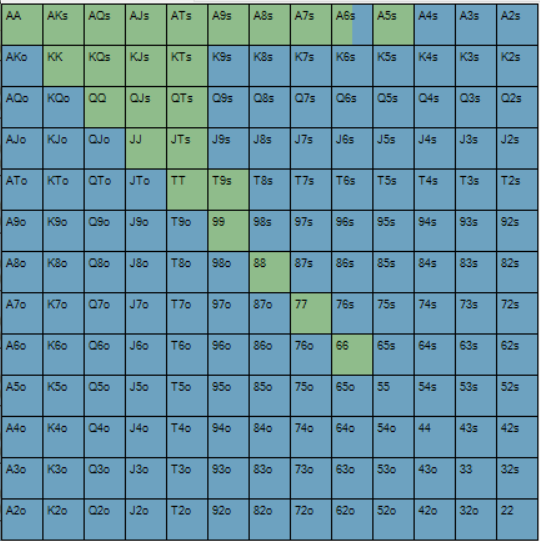 AA AKs AQs AJs ATs A9s A8s A7s A6s A5s A4s A3s A2s
AKo KK KQs KJs KTs K9s K8s K7s K6s K5s K4s K3s K2s
AQo KQo QQ QJs QTs Q9s Q8s Q7s Q6s Q5s Q4s Q3s Q2s
AJo KJo QJo JJ JTs J9s J8s J7s J6s J5s J4s J3s J2s
ATo KTo QTo JTo TT T9s T8s T7s T6s T5s T4s T3s T2s
A9o K9o Q9o J9o T9o 99 98s 97s 96s 95s 94s 93s 92s
A8o K8o Q8o J8o T8o 98o 88 87s 86s 85s 84s 83s 82s
A7o K7o Q7o J7o T7o 97o 87o 77 76s 75s 74s 73s 72s
A6o K6o Q6o J6o T6o 96o 86o 76o 66 65s 64s 63s 62s
A5o K5o Q5o J5o T5o 95o 85o 75o 65o 55 54s 53s 52s
A4o K4o Q4o J4o T4o 94o 84o 74o 64o 54o 44 43s 42s
A3o K3o Q3o J3o T3o 93o 83o 73o 63o 53o 43o 33 32s
A2o K2o Q2o J2o T2o 92o 82o 72o 62o 52o 42o 32o 22